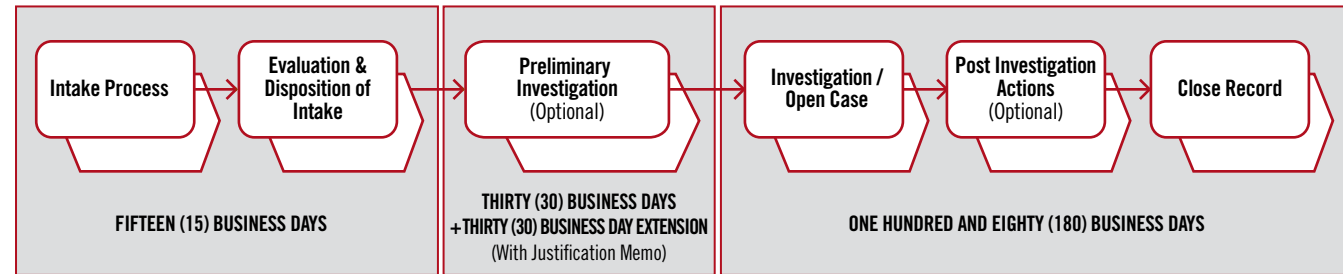 Intake Process
Evaluation &
Disposition of
Intake
FIFTEEN (15) BUSINESS DAYS
Preliminary
Investigation
(Optional)
THIRTY (30) BUSINESS DAYS
+THIRTY (30) BUSINESS DAY EXTENSION
(With Justification Memo)
Investigation /
Open Case
Post Investigation
Actions
(Optional)
Close Record
ONE HUNDRED AND EIGHTY (180) BUSINESS DAYS